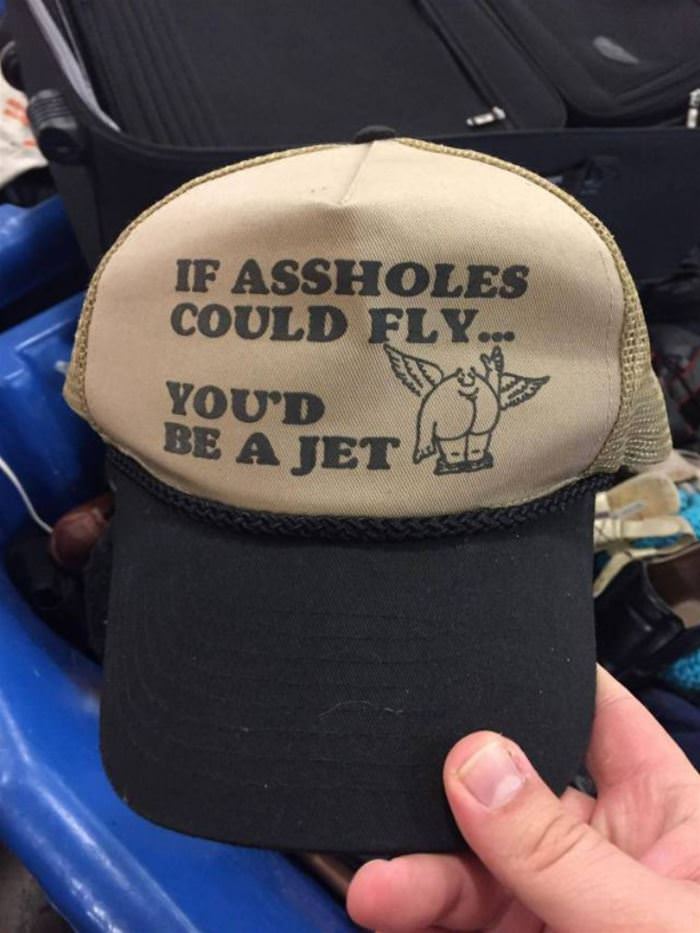 IF ASSHOLES
COULD FLY...
YOU'D
BE A JET